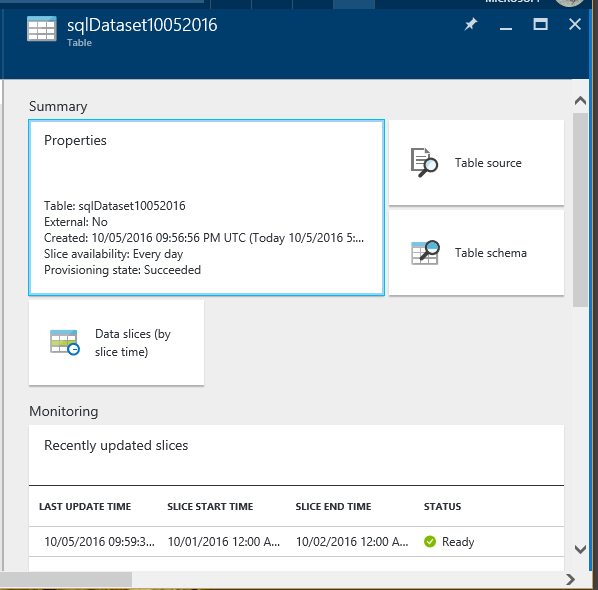 sqlDataset10052016
Table
Summary
Properties
Table: sqlDataset10052016
External: No
Created: 10/05/2016 09:56:56 PM UTC (Today 10/5/2016 5:...
Slice availability: Every day
Provisioning state: Succeeded
Table source
Table schema
Data slices (by
slice time)
Monitoring
Recently updated slices
LAST UPDATE TIME SLICE START TIME SLICE END TIME STATUS
10/05/2016 09:59:3... 10/01/2016 12:00 A... 10/02/2016 12:00 A... Ready